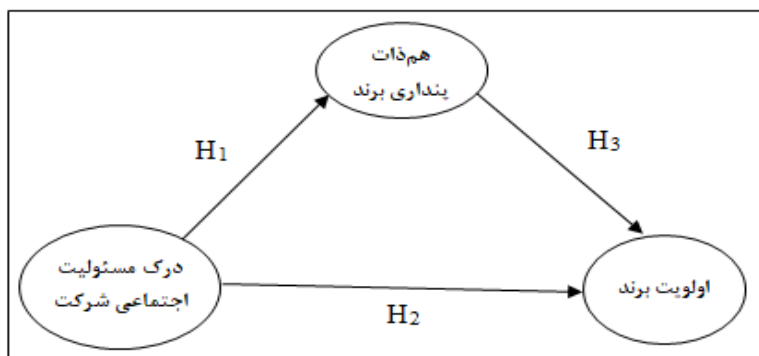 هم‌ذات
پنداری برند
H1
H3
درک مسئولیت
اجتماعی شرکت
اولویت برند
H2